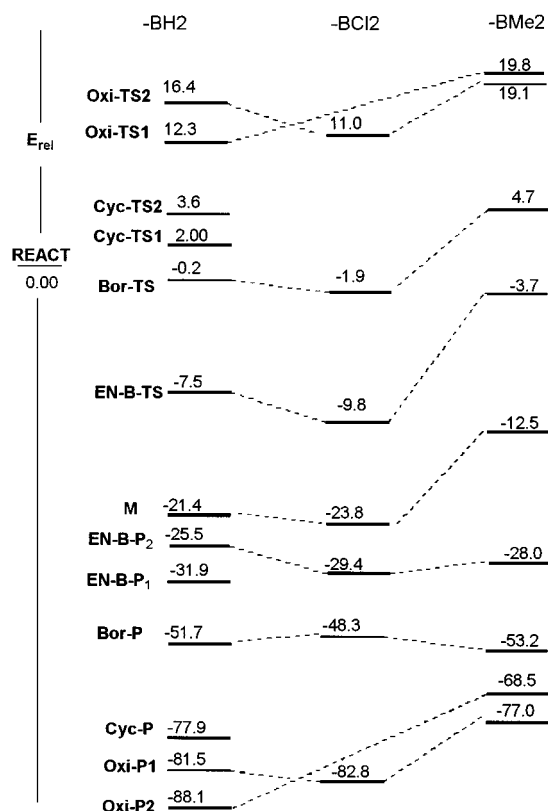 -BH2 -BCl2 -BMe2
Oxi-TS2 16.4 19.8
Oxi-TS1 12.3 11.0 19.1
E_rel
Cyc-TS2 3.6 4.7
Cyc-TS1 2.00
REACT
0.00
Bor-TS -0.2 -1.9 -3.7
EN-B-TS -7.5 -9.8 -12.5
M -21.4 -23.8
EN-B-P₂ -25.5 -29.4 -28.0
EN-B-P₁ -31.9
Bor-P -51.7 -48.3 -53.2
-68.5
Cyc-P -77.9 -77.0
Oxi-P1 -81.5 -82.8
Oxi-P2 -88.1